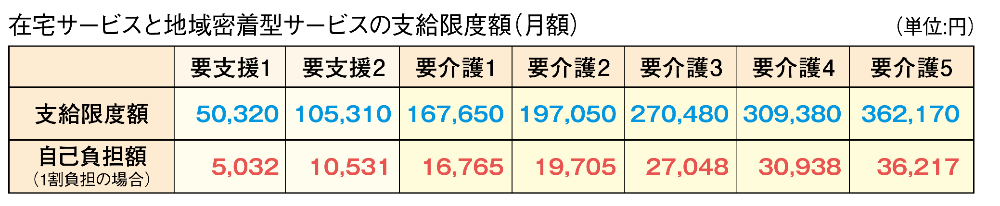 在宅サービスと地域密着型サービスの支給限度額（月額）
（単位:円）
要支援1 要支援2 要介護1 要介護2 要介護3 要介護4 要介護5
支給限度額 50,320 105,310 167,650 197,050 270,480 309,380 362,170
自己負担額 5,032 10,531 16,765 19,705 27,048 30,938 36,217
（1割負担の場合）